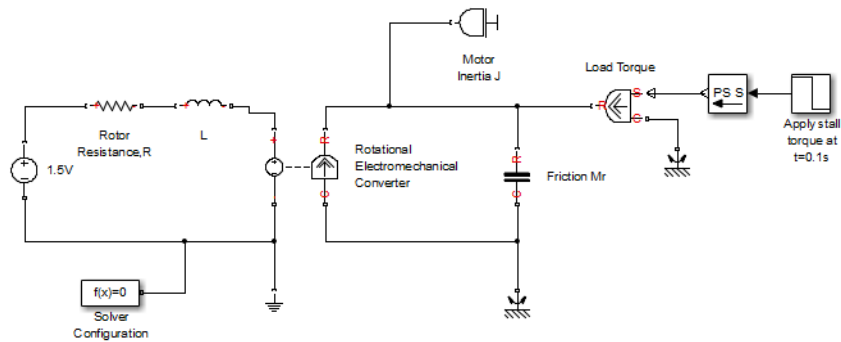 Motor
Inertia J
Load Torque
S
PS S
R
C
Apply stall
torque at
t=0.1s
+
-
+
-
Rotor
Resistance,R
L
+
R
Rotational
Electromechanical
Converter
C
1.5V
R
Friction Mr
C
f(x)=0
Solver
Configuration